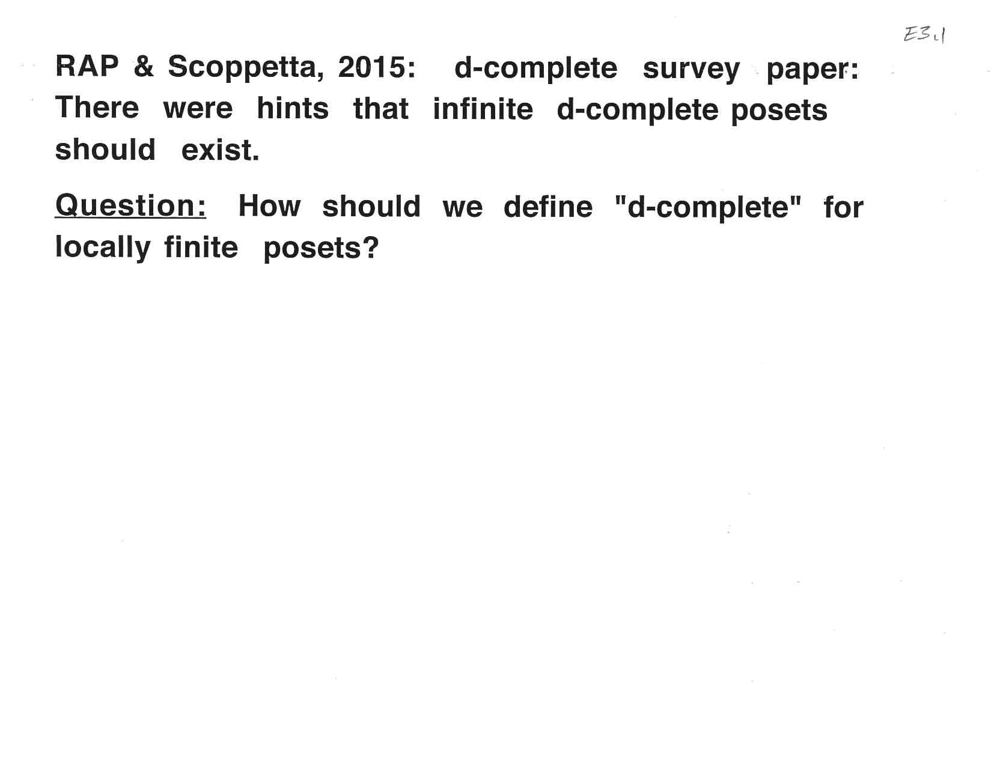 E3.1
RAP & Scoppetta, 2015: d-complete survey paper:
There were hints that infinite d-complete posets
should exist.
Question: How should we define "d-complete" for
locally finite posets?